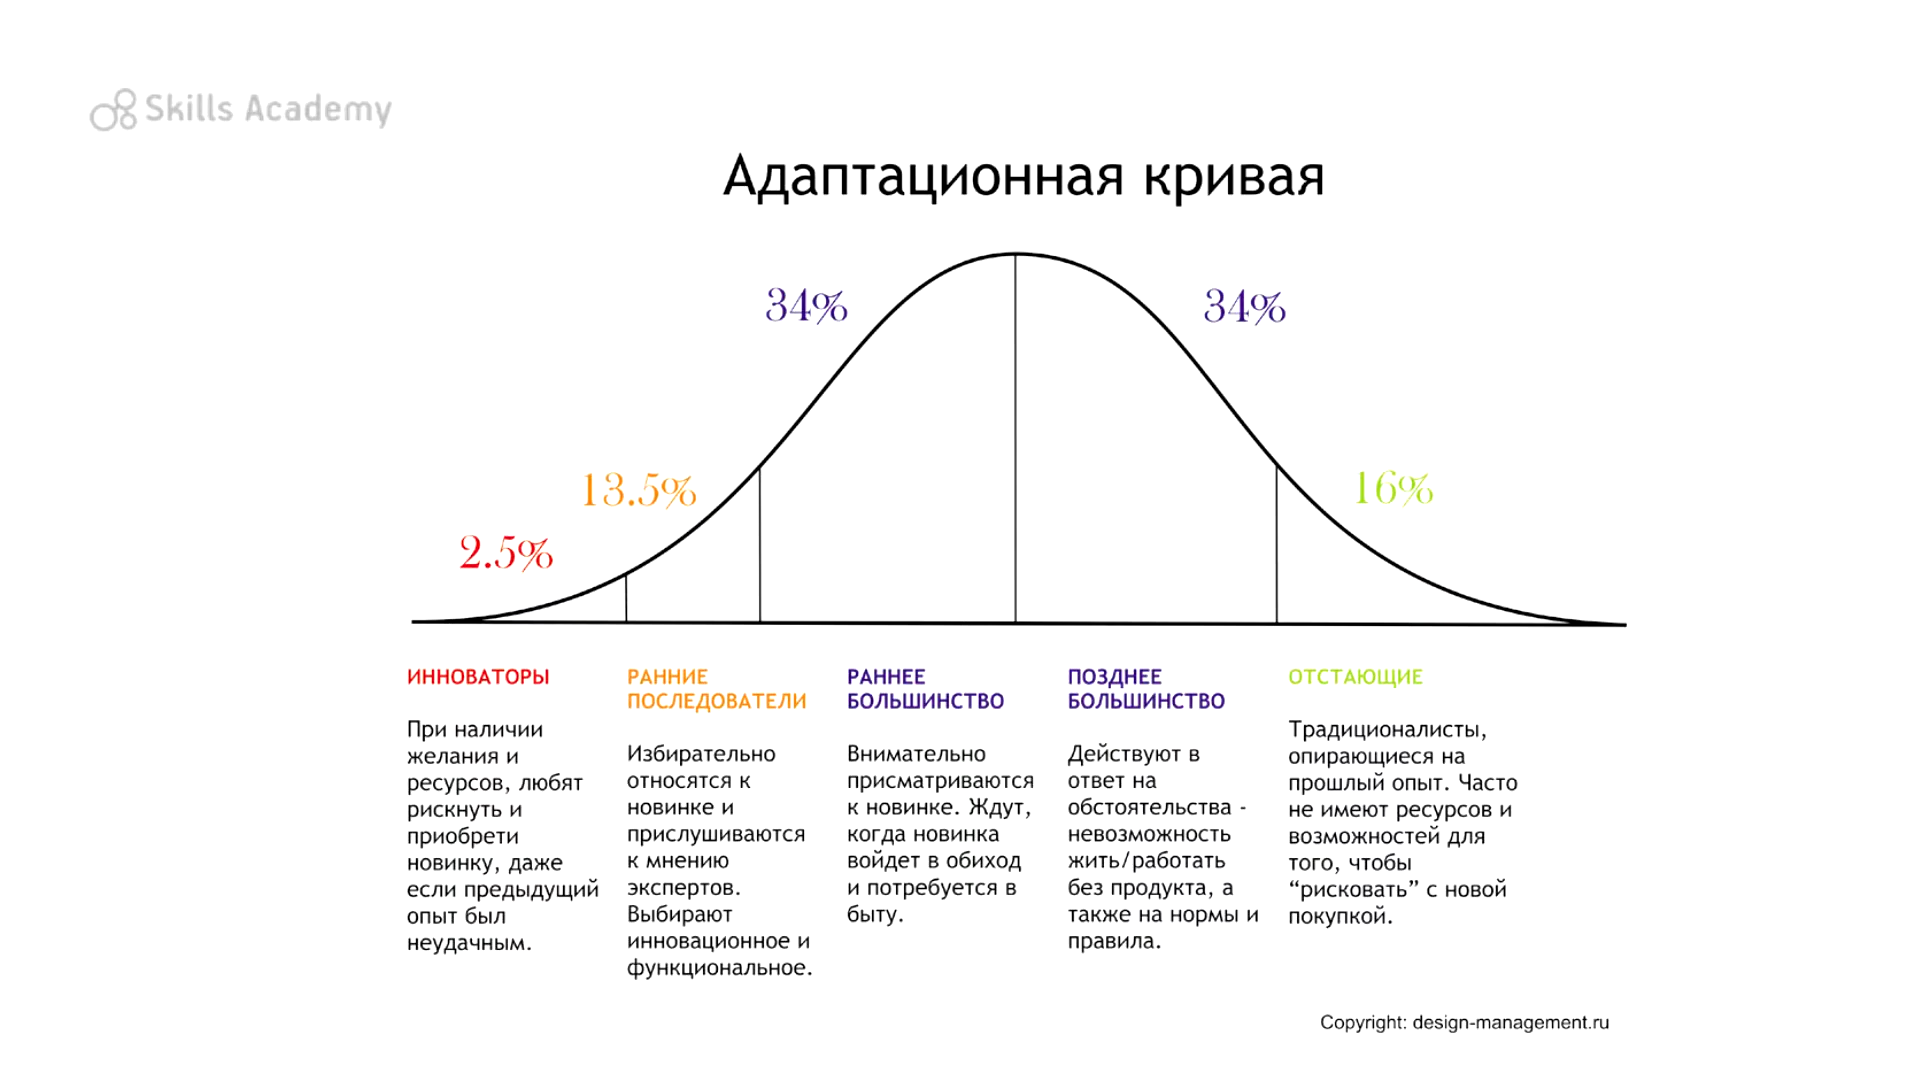 Skills Academy
Адаптационная кривая
34%
34%
13.5%
16%
2.5%
ИННОВАТОРЫ
При наличии
желания и
ресурсов, любят
рискнуть и
приобрети
новинку, даже
если предыдущий
опыт был
неудачным.
РАННИЕ
ПОСЛЕДОВАТЕЛИ
Избирательно
относятся к
новинке и
прислушиваются
к мнению
экспертов.
Выбирают
инновационное и
функциональное.
РАННЕЕ
БОЛЬШИНСТВО
Внимательно
присматриваются
к новинке. Ждут,
когда новинка
войдет в обиход
и потребуется в
быту.
ПОЗДНЕЕ
БОЛЬШИНСТВО
Действуют в
ответ на
обстоятельства -
невозможность
жить/работать
без продукта, а
также на нормы и
правила.
ОТСТАЮЩИЕ
Традиционалисты,
опирающиеся на
прошлый опыт. Часто
не имеют ресурсов и
возможностей для
того, чтобы
“рисковать” с новой
покупкой.
Copyright: design-management.ru